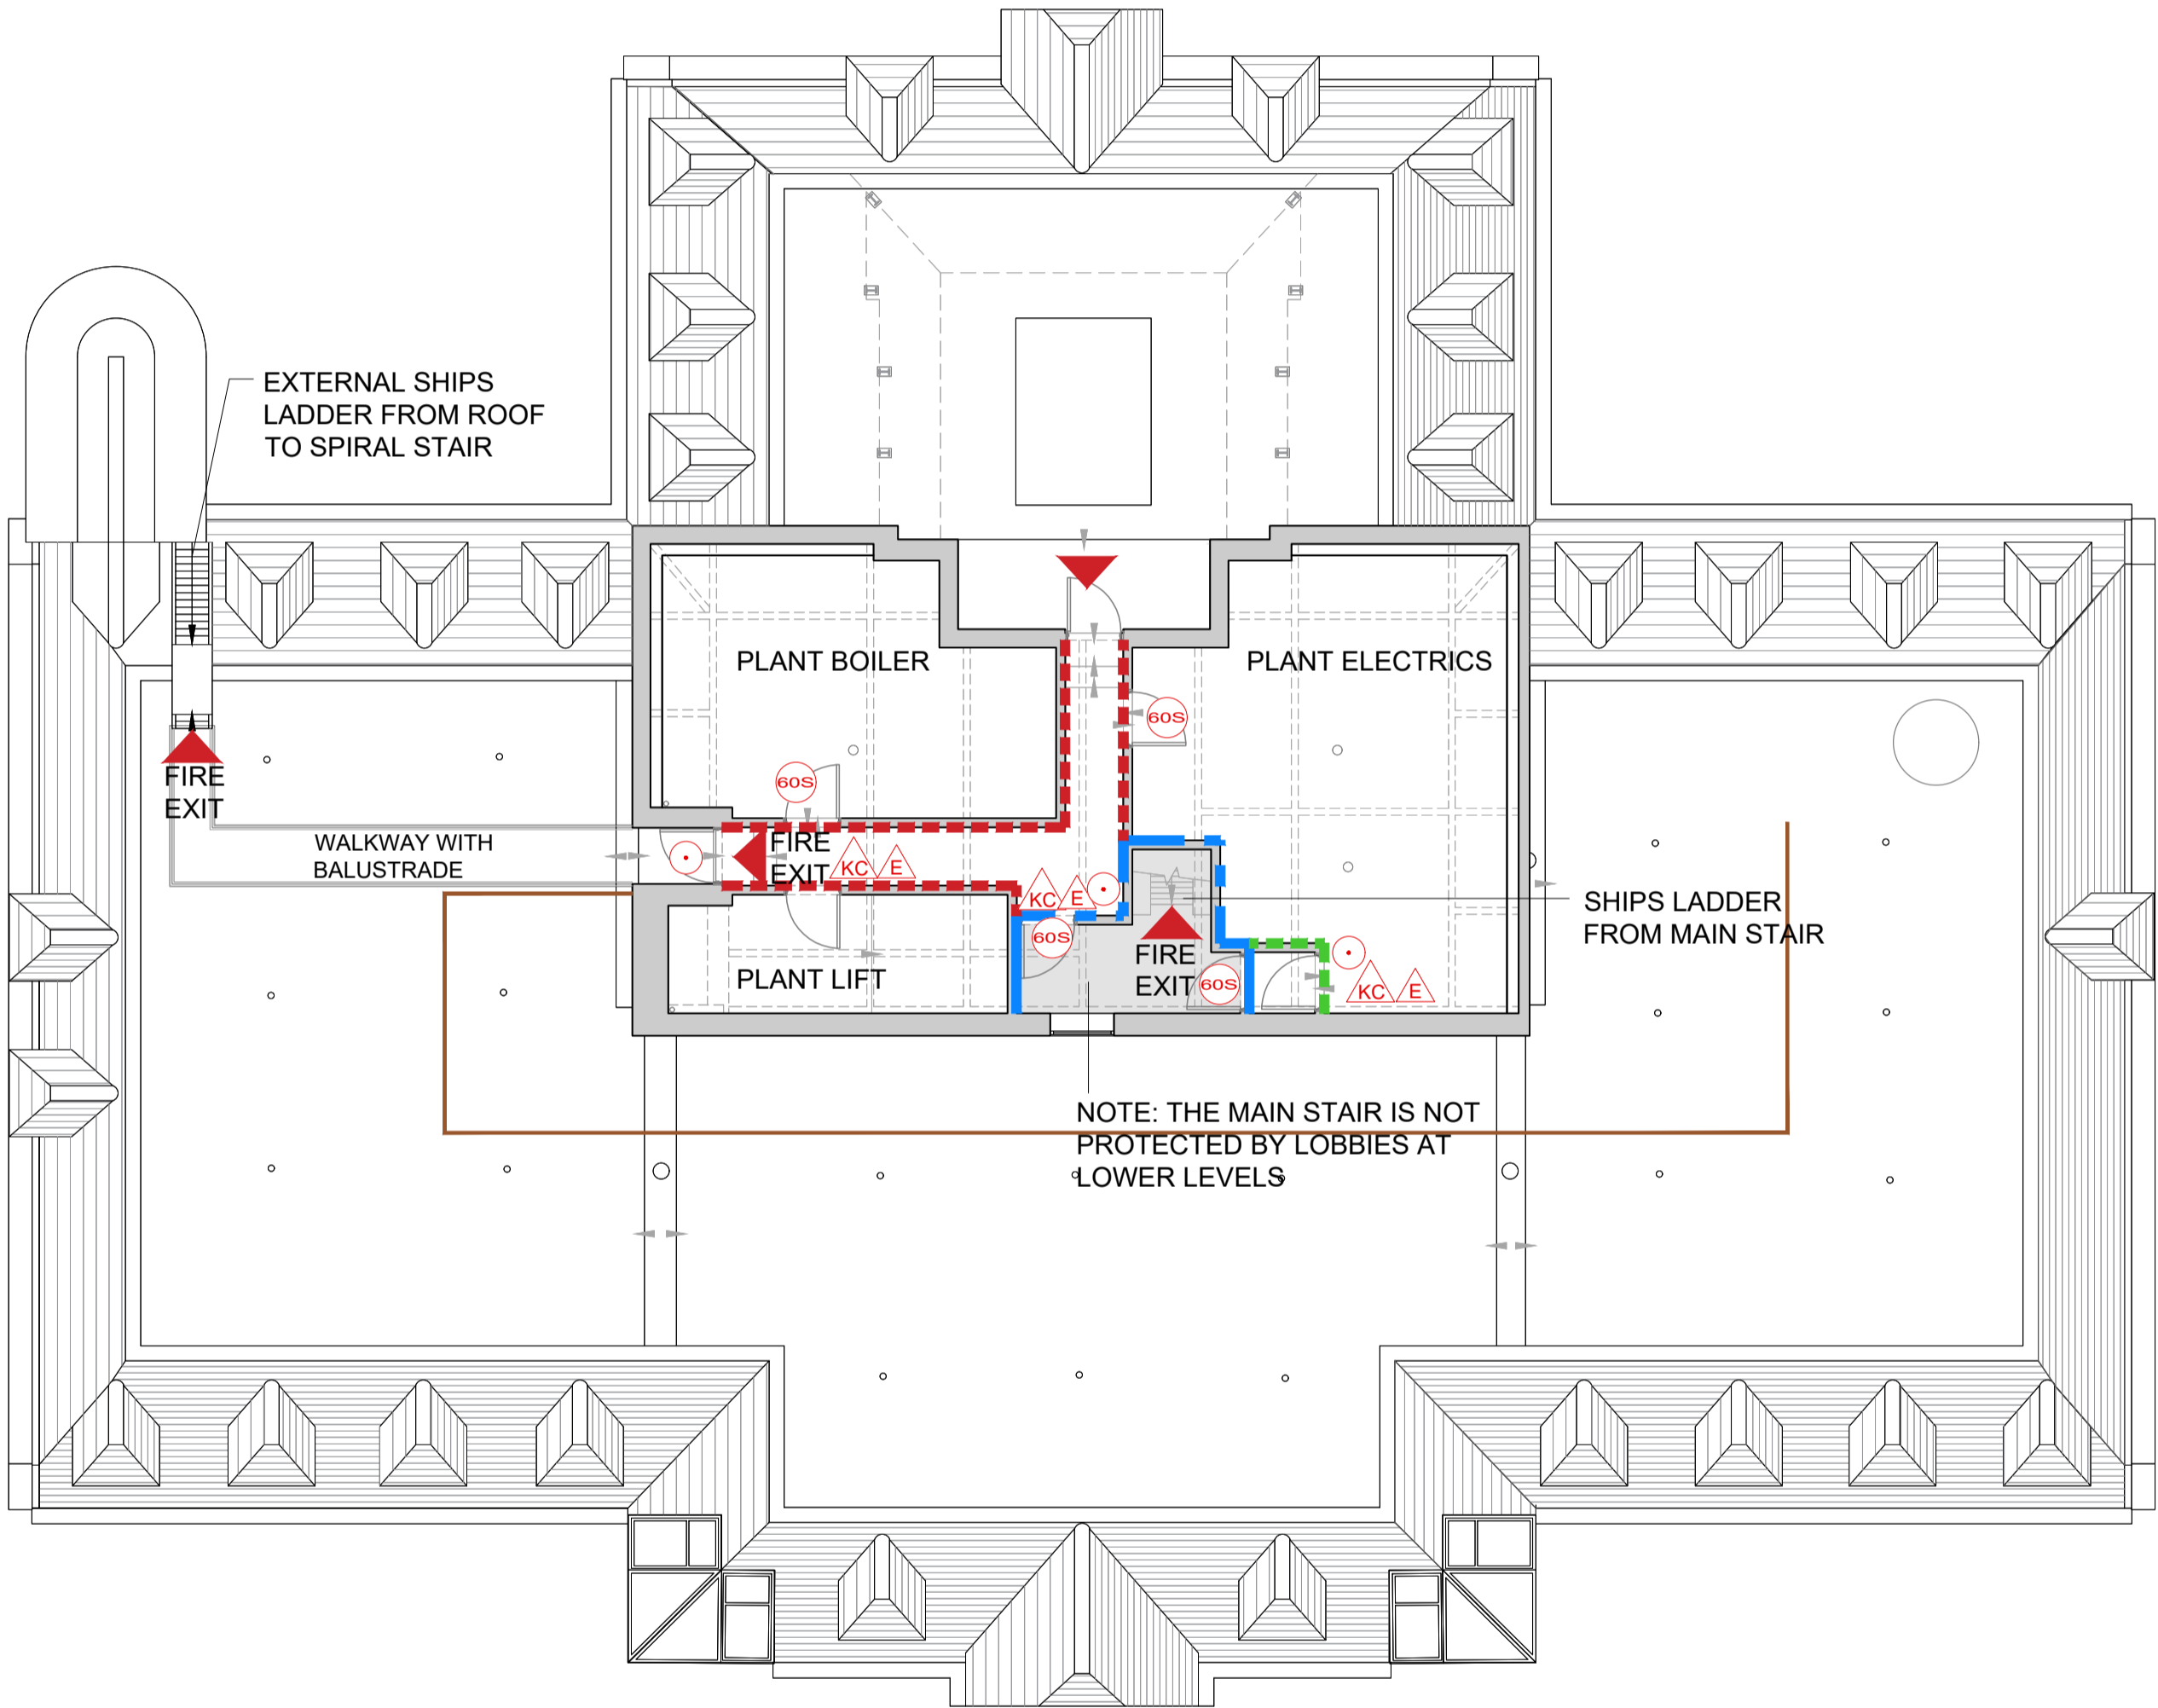 EXTERNAL SHIPS
LADDER FROM ROOF
TO SPIRAL STAIR
PLANT BOILER
PLANT ELECTRICS
60S
60S
FIRE
EXIT
WALKWAY WITH
BALUSTRADE
FIRE
EXIT
KC
E
KC
E
60S
SHIPS LADDER
FROM MAIN STAIR
PLANT LIFT
FIRE
EXIT
60S
KC
E
NOTE: THE MAIN STAIR IS NOT
PROTECTED BY LOBBIES AT
LOWER LEVELS